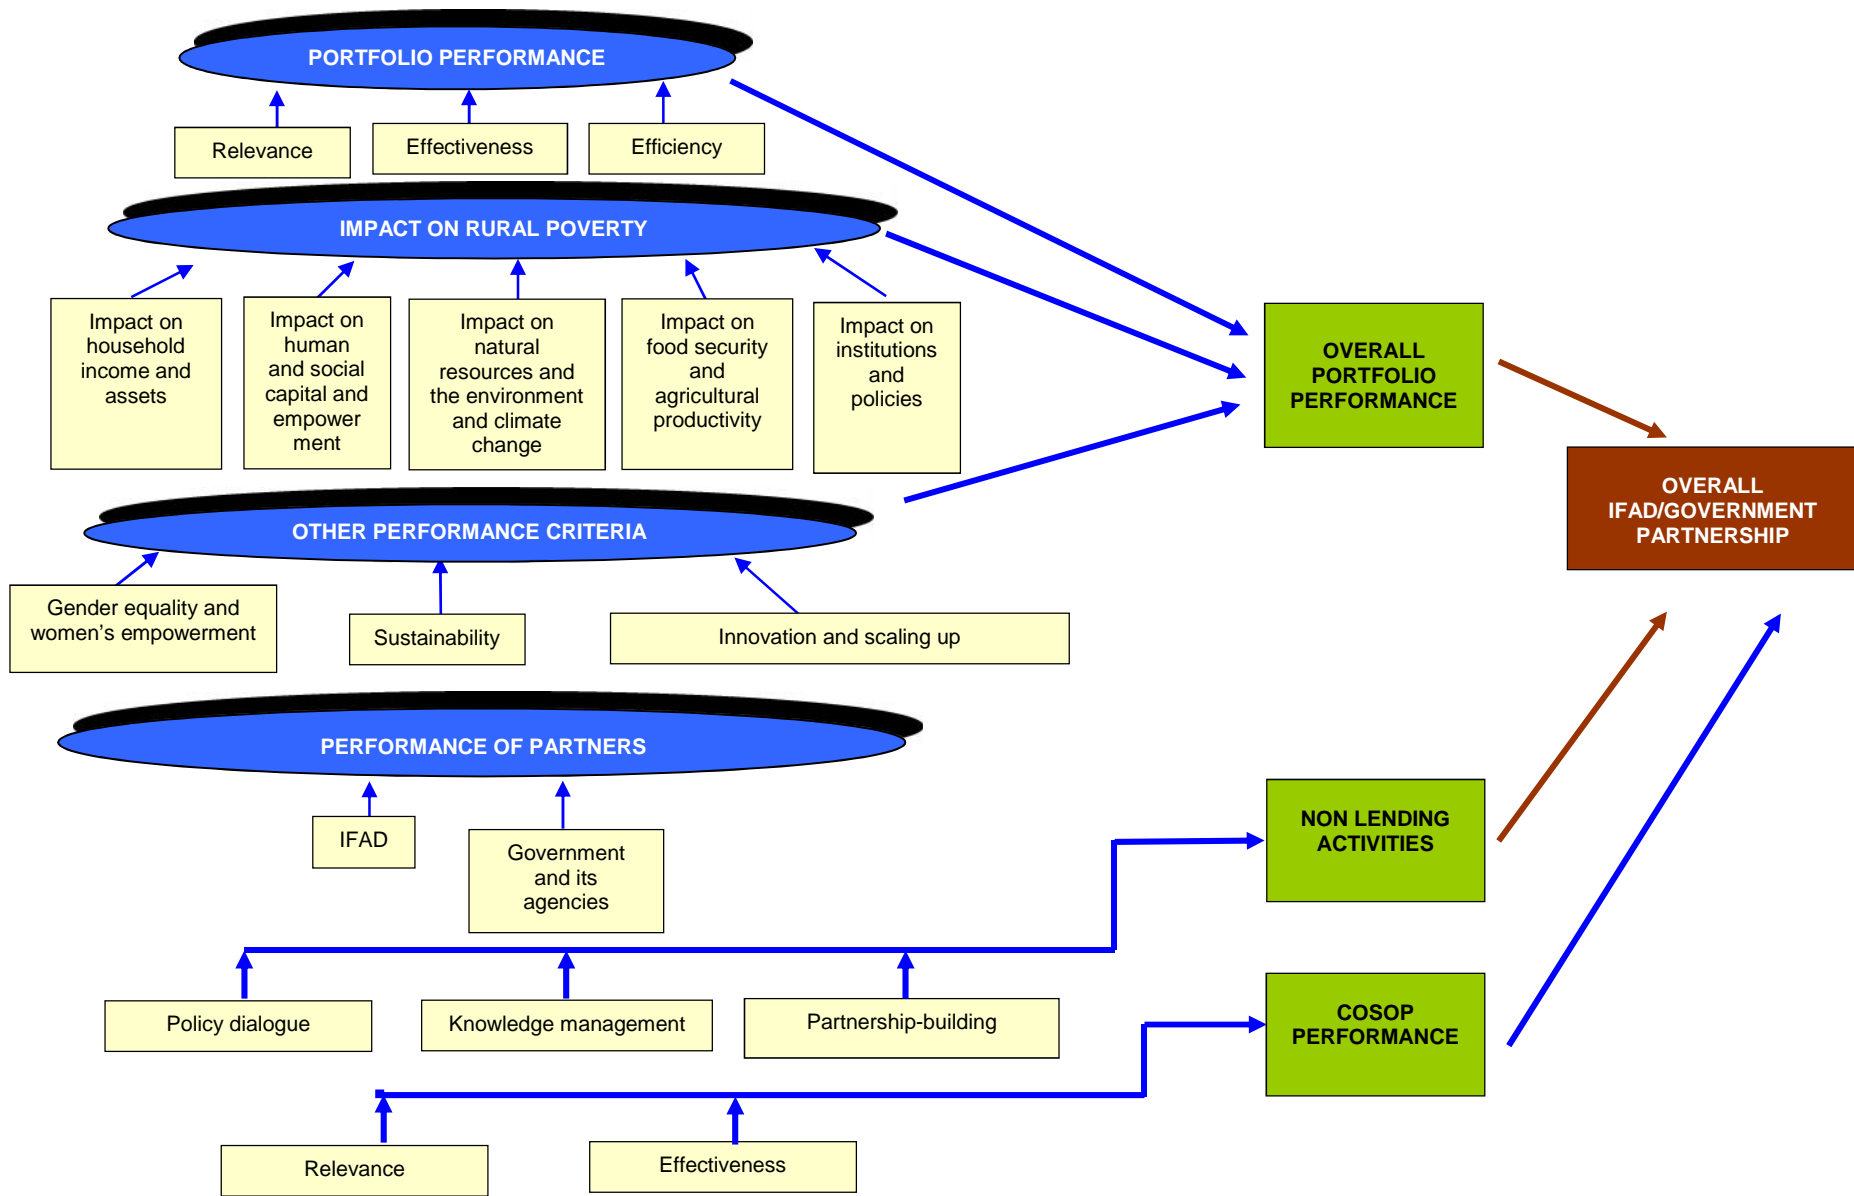 PORTFOLIO PERFORMANCE
Relevance
Effectiveness
Efficiency
IMPACT ON RURAL POVERTY
Impact on
household
income and
assets
Impact on
human
and social
capital and
empower
ment
Impact on
natural
resources and
the environment
and climate
change
Impact on
food security
and
agricultural
productivity
Impact on
institutions
and
policies
OTHER PERFORMANCE CRITERIA
Gender equality and
women’s empowerment
Sustainability
Innovation and scaling up
PERFORMANCE OF PARTNERS
IFAD
Government
and its
agencies
Policy dialogue
Knowledge management
Partnership-building
Relevance
Effectiveness
OVERALL
PORTFOLIO
PERFORMANCE
NON LENDING
ACTIVITIES
COSOP
PERFORMANCE
OVERALL
IFAD/GOVERNMENT
PARTNERSHIP